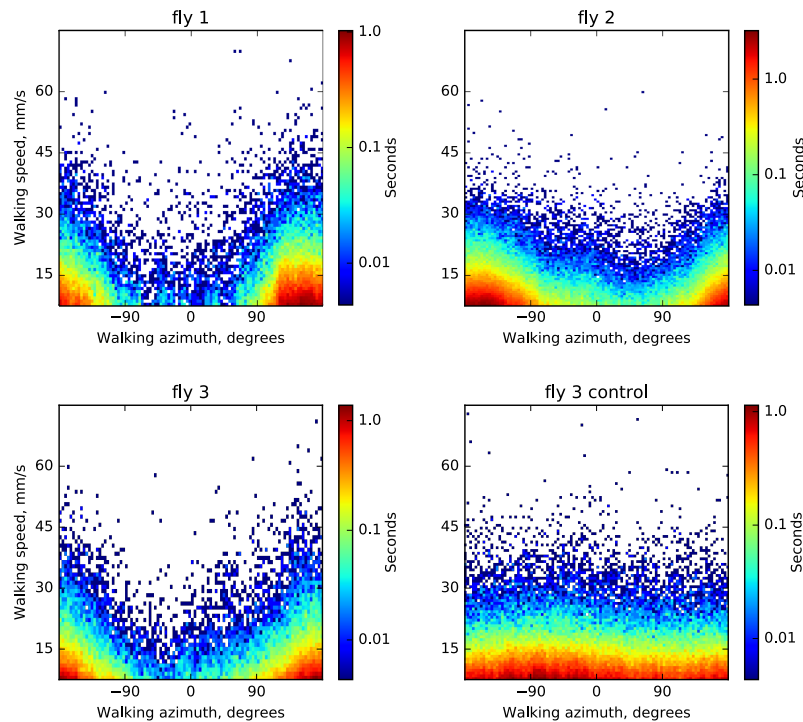 fly 1
fly 2
Walking speed, mm/s
60
45
30
15
−90
0
90
Walking azimuth, degrees
1.0
0.1
0.01
Seconds
60
45
30
15
−90
0
90
Walking azimuth, degrees
1.0
0.1
0.01
Seconds
fly 3
fly 3 control
Walking speed, mm/s
60
45
30
15
−90
0
90
Walking azimuth, degrees
1.0
0.1
0.01
Seconds
60
45
30
15
−90
0
90
Walking azimuth, degrees
1.0
0.1
0.01
Seconds